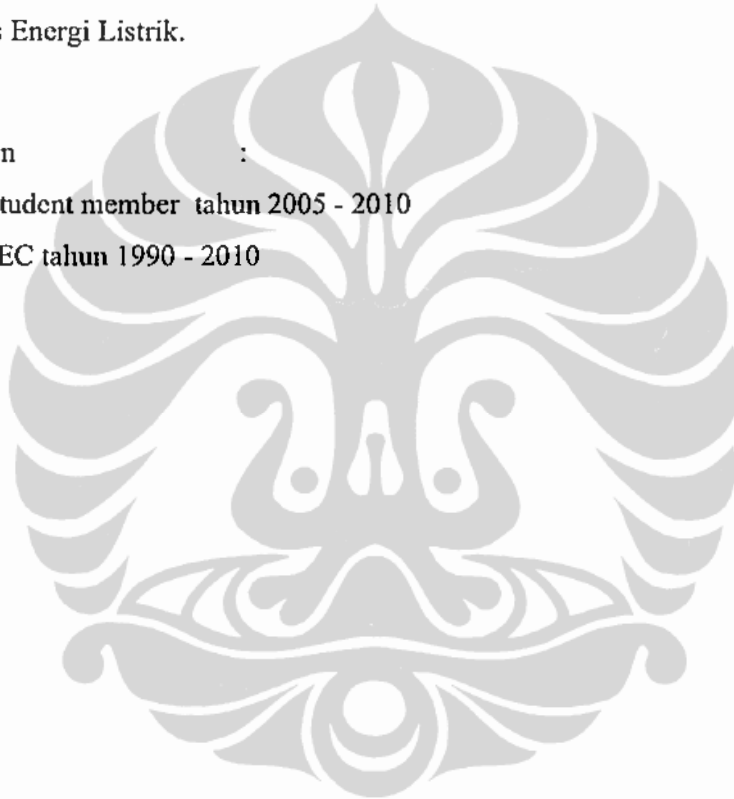 s Energi Listrik.
n :
tudent member tahun 2005 - 2010
EC tahun 1990 - 2010